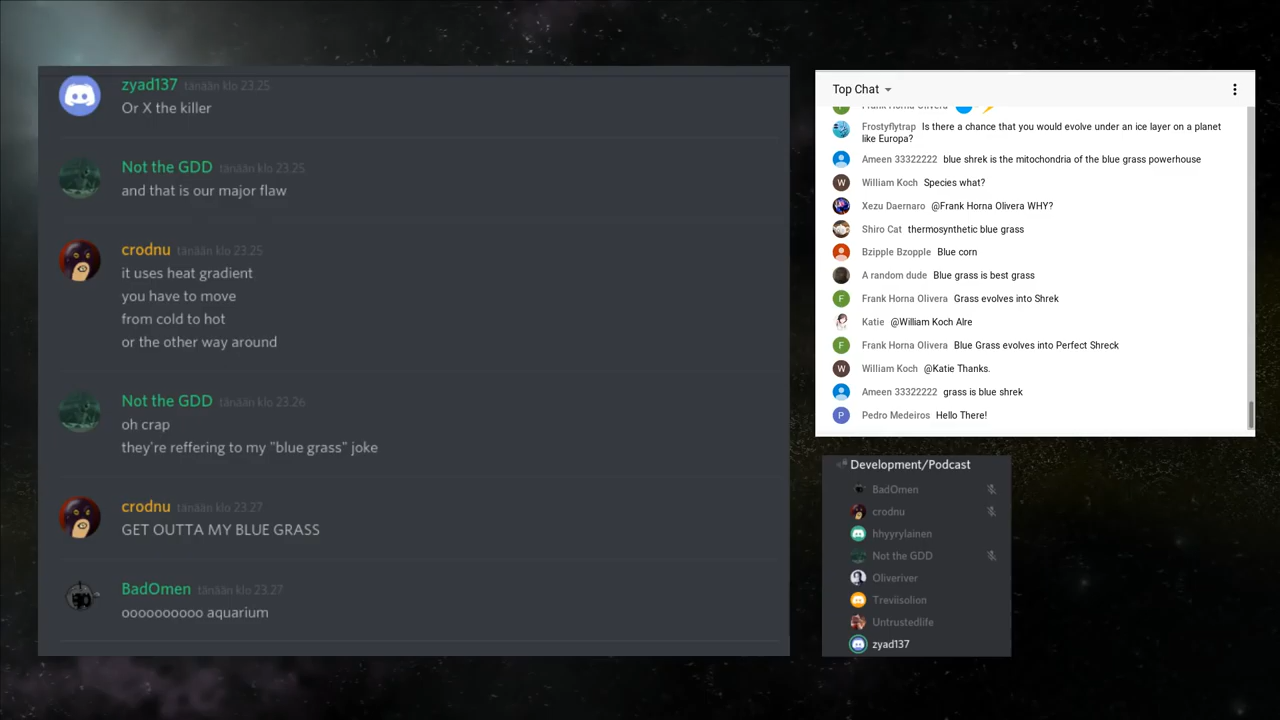 zyad137 tänään klo 23.25
Or X the killer
Not the GDD tänään klo 23.25
and that is our major flaw
crodnu tänään klo 23.25
it uses heat gradient
you have to move
from cold to hot
or the other way around
Not the GDD tänään klo 23.26
oh crap
they're reffering to my "blue grass" joke
crodnu tänään klo 23.27
GET OUTTA MY BLUE GRASS
BadOmen tänään klo 23.27
oooooooooo aquarium
Top Chat
Frank Horna Olivera
Frostyflytrap Is there a chance that you would evolve under an ice layer on a planet
like Europa?
Ameen 33322222 blue shrek is the mitochondria of the blue grass powerhouse
W William Koch Species what?
Xezu Daernaro @Frank Horna Olivera WHY?
Shiro Cat thermosynthetic blue grass
Bzipple Bzopple Blue corn
A random dude Blue grass is best grass
F Frank Horna Olivera Grass evolves into Shrek
Katie @William Koch Alre
F Frank Horna Olivera Blue Grass evolves into Perfect Shreck
W William Koch @Katie Thanks.
Ameen 33322222 grass is blue shrek
P Pedro Medeiros Hello There!
Development/Podcast
BadOmen
crodnu
hhyyrylainen
Not the GDD
Oliveriver
Treviisolion
Untrustedlife
zyad137